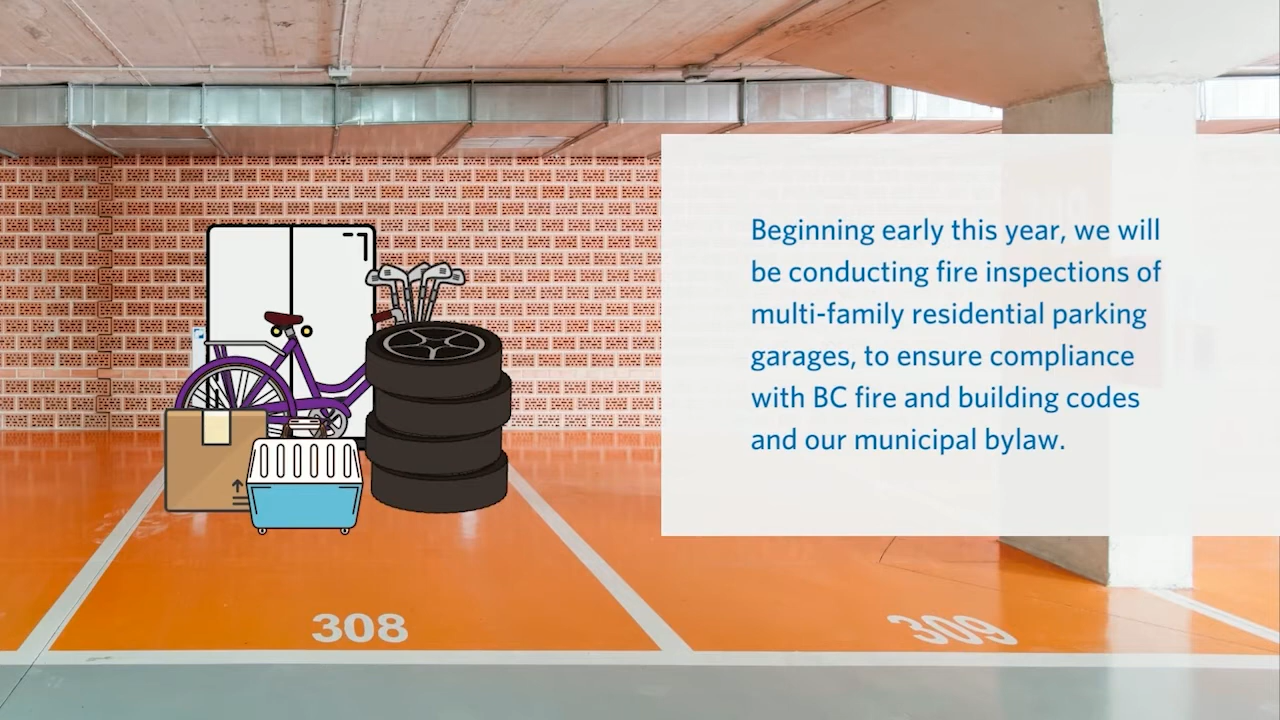 Beginning early this year, we will
be conducting fire inspections of
multi-family residential parking
garages, to ensure compliance
with BC fire and building codes
and our municipal bylaw.
308
309